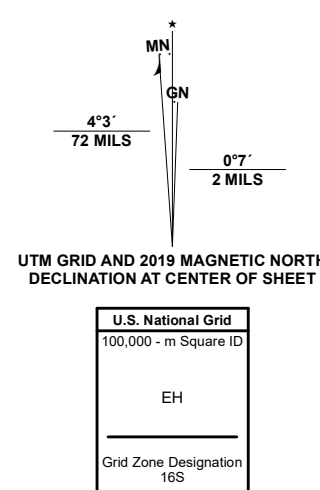 MN
GN
4°3´
72 MILS
0°7´
2 MILS
UTM GRID AND 2019 MAGNETIC NORTH
DECLINATION AT CENTER OF SHEET
U.S. National Grid
100,000 - m Square ID
EH
Grid Zone Designation
16S